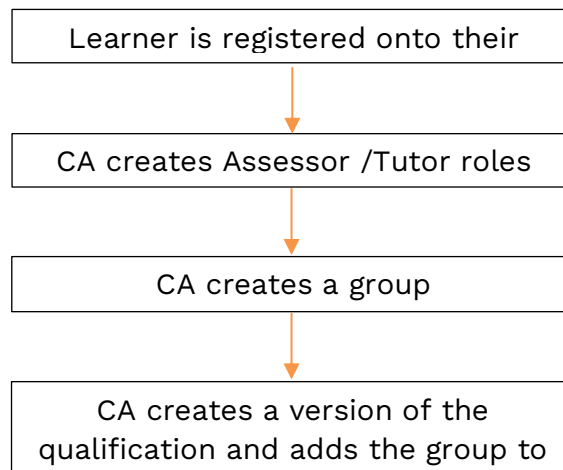 Learner is registered onto their
CA creates Assessor /Tutor roles
CA creates a group
CA creates a version of the
qualification and adds the group to